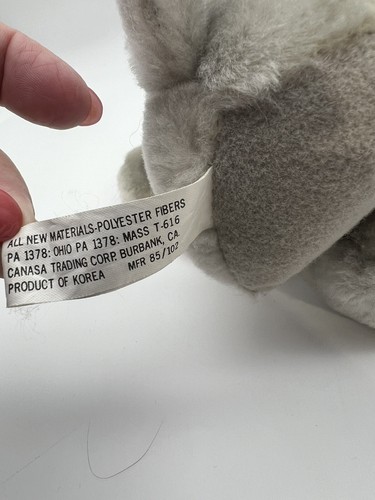 ALL NEW MATERIALS-POLYESTER FIBERS
PA 1378: OHIO PA 1378: MASS T-616
CANASA TRADING CORP. BURBANK, CA.
PRODUCT OF KOREA MFR 85/102